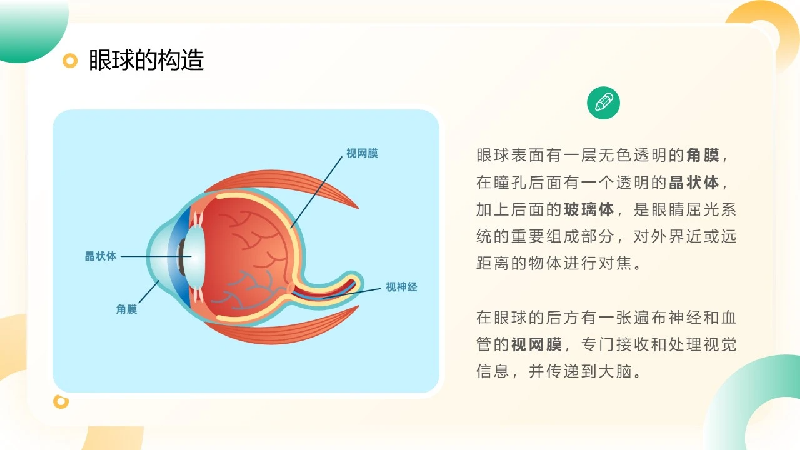 眼球的构造
视网膜
晶状体
角膜
视神经
眼球表面有一层无色透明的角膜，
在瞳孔后面有一个透明的晶状体，
加上后面的玻璃体，是眼睛屈光系
统的重要组成部分，对外界近或远
距离的物体进行对焦。
在眼球的后方有一张遍布神经和血
管的视网膜，专门接收和处理视觉
信息，并传递到大脑。